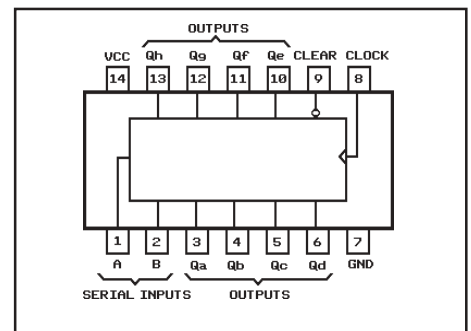 OUTPUTS
VCC Qh Qg Qf Qe CLEAR CLOCK
14 13 12 11 10 9 8
1 2 3 4 5 6 7
A B Qa Qb Qc Qd GND
SERIAL INPUTS OUTPUTS